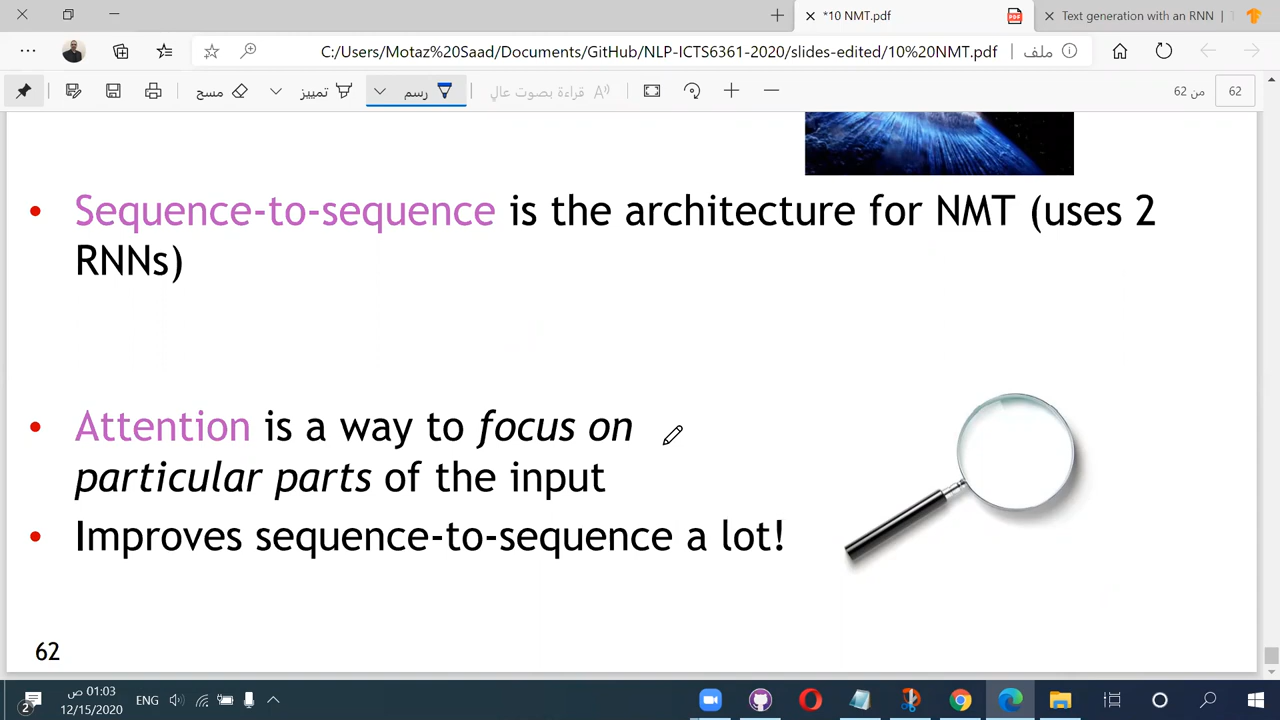 *10 NMT.pdf
Text generation with an RNN | T
C:/Users/Motaz%20Saad/Documents/GitHub/NLP-ICTS6361-2020/slides-edited/10%20NMT.pdf
ملف
مسح
تمييز
رسم
قراءة بصوت عالٍ
من 62
62
• Sequence-to-sequence is the architecture for NMT (uses 2
RNNs)
• Attention is a way to focus on
particular parts of the input
• Improves sequence-to-sequence a lot!
62
2
01:03 ص
12/15/2020
ENG